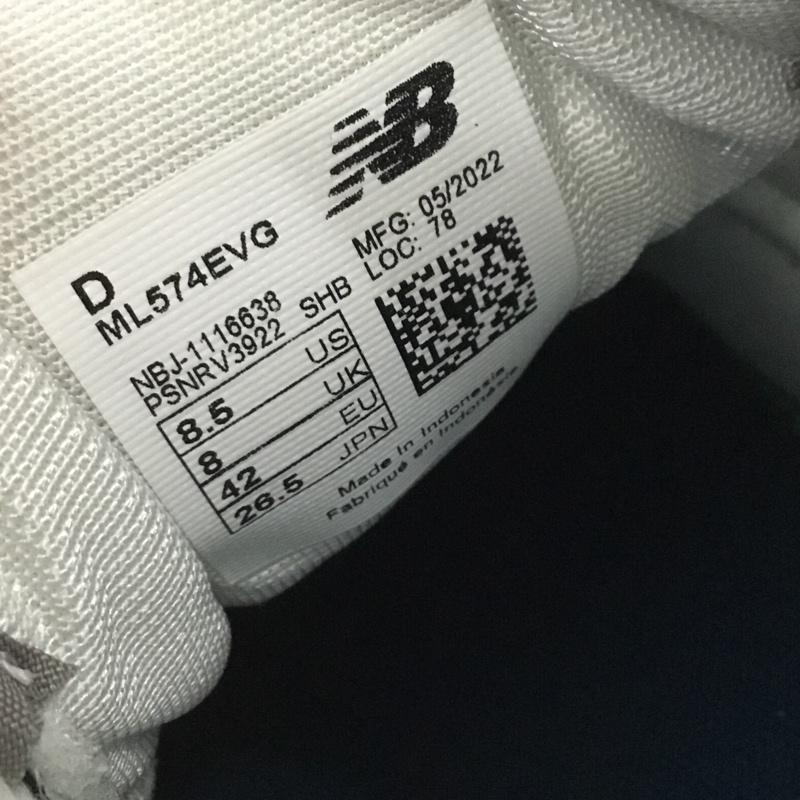 NB
MFG: 05/2022
LOC: 78
D
ML574EVG
NBJ-1116638
PSNRV3922 SHB
8.5 US
8 UK
42 EU
26.5 JPN
Made In Indonesia
Fabriqué en Indonésie